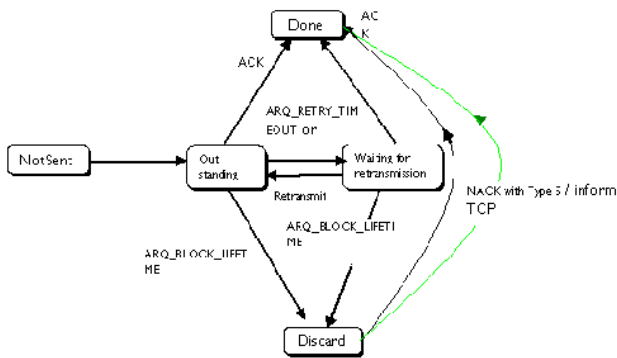 Done
AC
K
ACK
ARQ_RETRY_TIM
EOUT or
NotSent
Out
standing
Waiting for
retransmission
Retransmit
NACK with Type 5 / inform
TCP
ARQ_BLOCK_LIFETI
ME
ARQ_BLOCK_LIFETI
ME
Discard